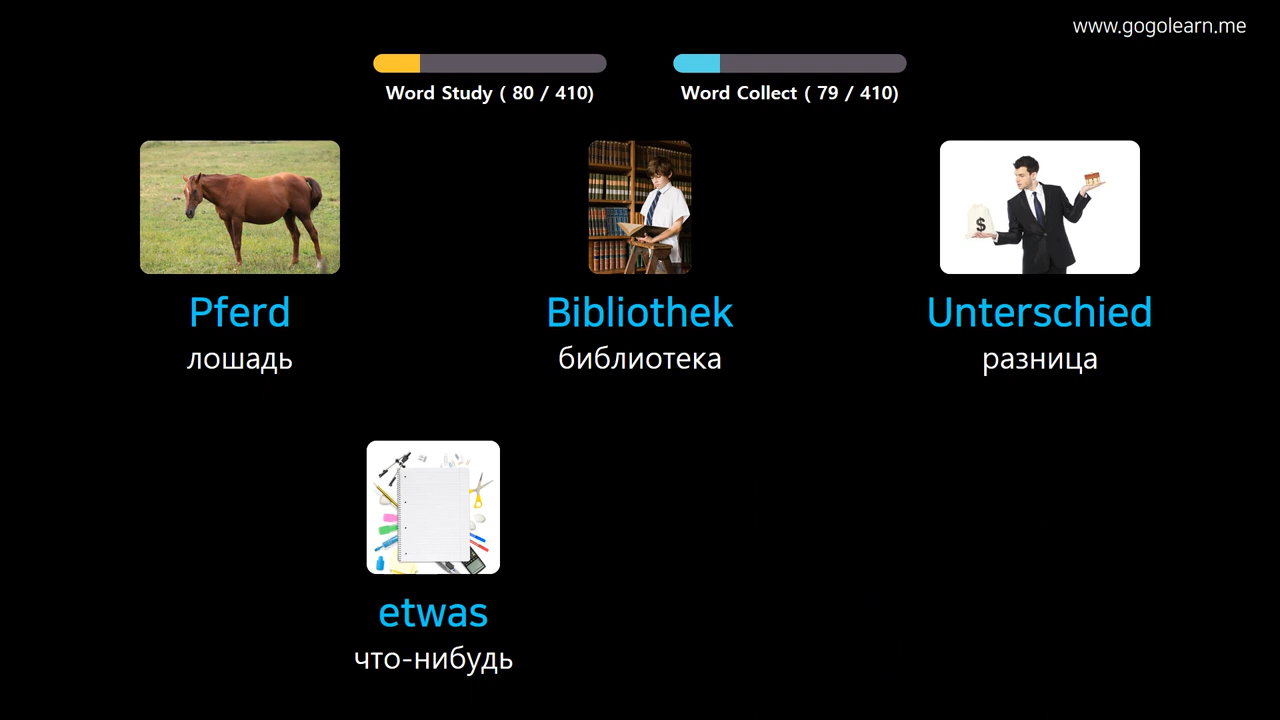 www.gogolearn.me
Word Study ( 80 / 410)
Word Collect ( 79 / 410)
Pferd
лошадь
Bibliothek
библиотека
$
Unterschied
разница
etwas
что-нибудь